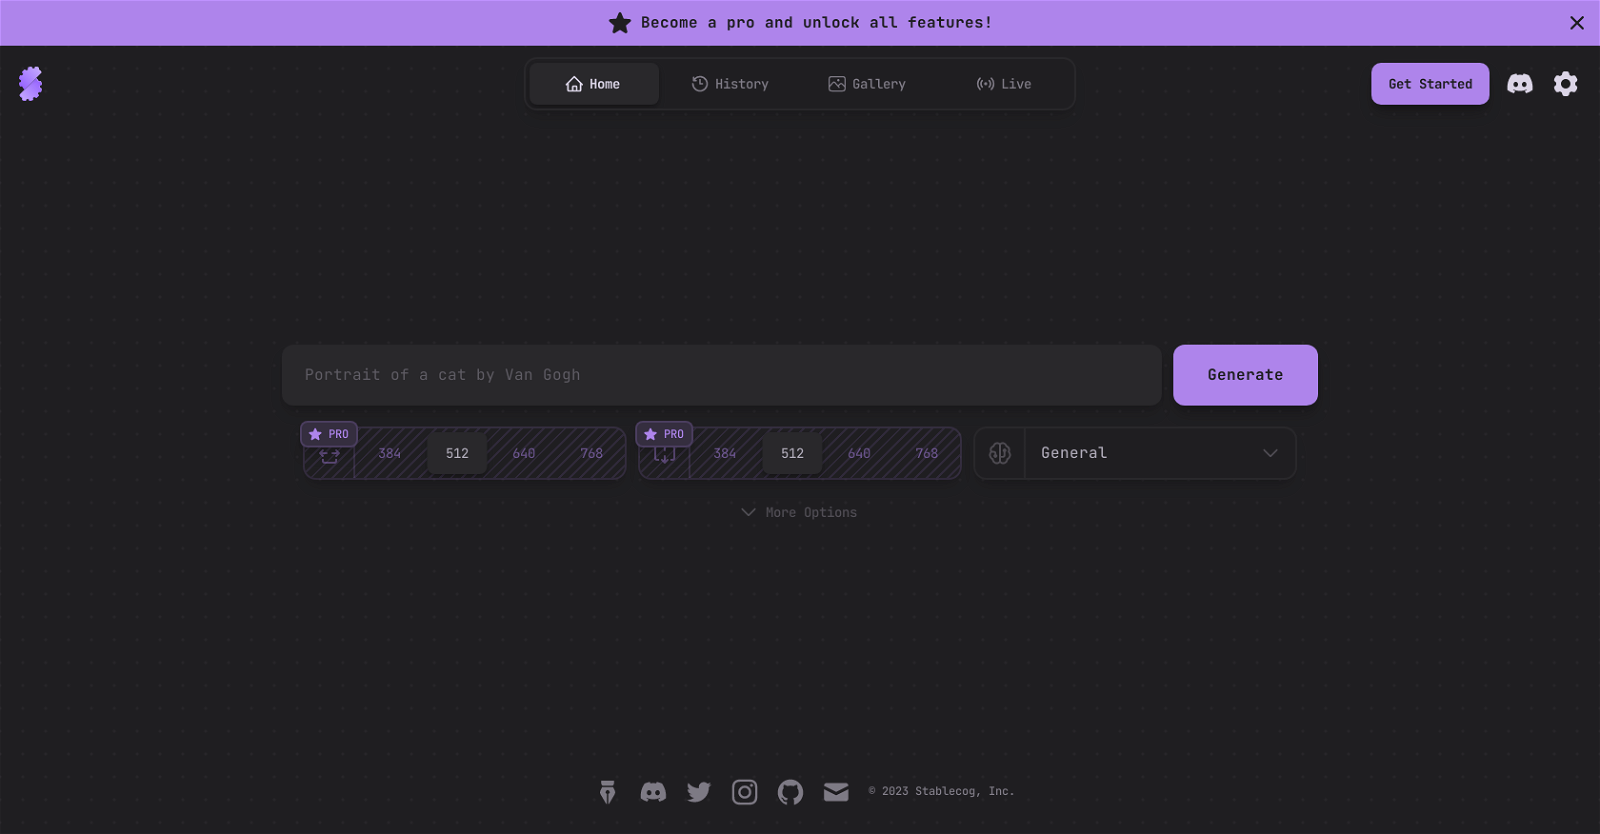 Become a pro and unlock all features!
Home
History
Gallery
Live
Get Started
Portrait of a cat by Van Gogh
Generate
PRO
384
512
640
768
PRO
384
512
640
768
General
More Options
© 2023 Stablecog, Inc.